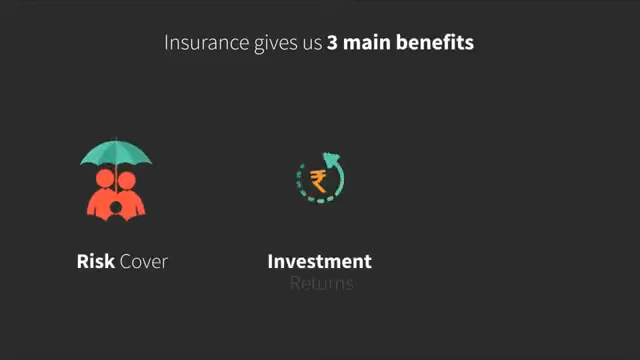 Insurance gives us 3 main benefits
₹
Risk Cover
Investment
Returns